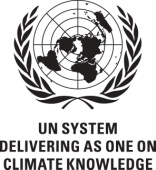 UN SYSTEM
DELIVERING AS ONE ON
CLIMATE KNOWLEDGE